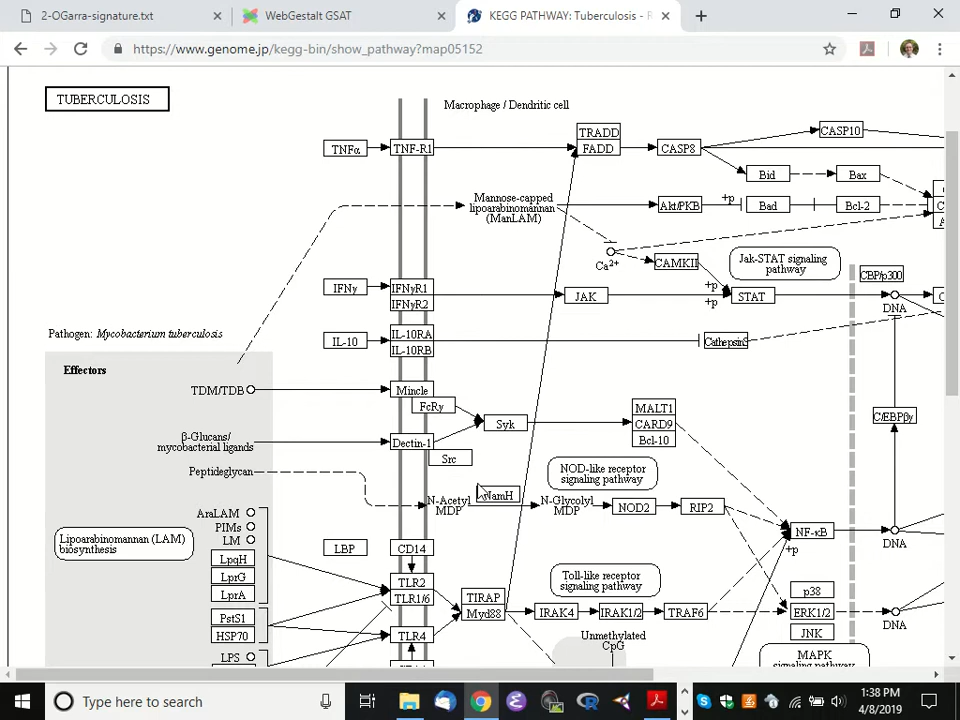 2-OGarra-signature.txt
WebGestalt GSAT
KEGG PATHWAY: Tuberculosis - R
https://www.genome.jp/kegg-bin/show_pathway?map05152
TUBERCULOSIS
Macrophage / Dendritic cell
TNFα
TNF-R1
TRADD
FADD
CASP8
CASP10
Bid
Bax
Mannose-capped
lipoarabinomannan
(ManLAM)
Akt/PKB
+p
Bad
Bcl-2
Ca2+
CAMKII
Jak-STAT signaling
pathway
CBP/p300
IFNγ
IFNγR1
IFNγR2
JAK
+p
+p
STAT
DNA
Pathogen: Mycobacterium tuberculosis
IL-10
IL-10RA
IL-10RB
CathepsinS
Effectors
TDM/TDB
Mincle
FcRγ
Syk
MALT1
CARD9
Bcl-10
C/EBPβγ
β-Glucans/
mycobacterial ligands
Dectin-1
Src
Peptideglycan
NOD-like receptor
signaling pathway
N-Acetyl
MDP
NamH
N-Glycolyl
MDP
NOD2
RIP2
NF-κB
+p
DNA
AraLAM
PIMs
LM
Lipoarabinomannan (LAM)
biosynthesis
LBP
CD14
LpqH
LprG
LprA
TLR2
TLR1/6
Toll-like receptor
signaling pathway
TIRAP
Myd88
IRAK4
IRAK1/2
TRAF6
p38
ERK1/2
JNK
DNA
PstS1
HSP70
TLR4
Unmethylated
CpG
LPS
MAPK
signaling pathway
Type here to search
1:38 PM
4/8/2019